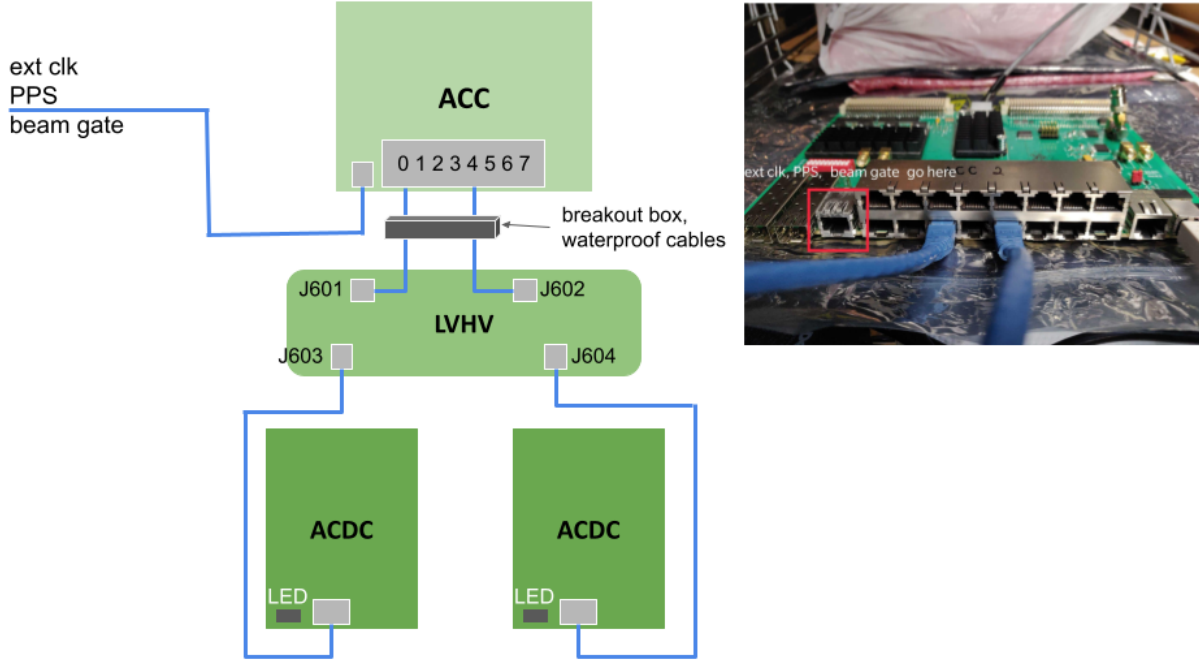 ext clk
PPS
beam gate
ACC
0 1 2 3 4 5 6 7
breakout box,
waterproof cables
J601
J602
LVHV
J603
J604
ACDC
LED
ACDC
LED
ext clk, PPS, beam gate go here